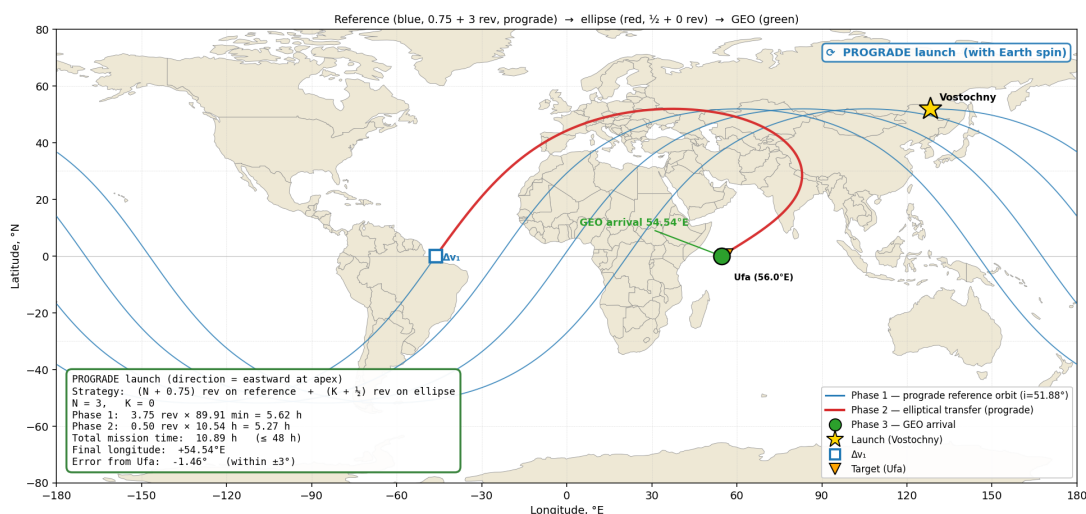 Reference (blue, 0.75 + 3 rev, prograde) → ellipse (red, ½ + 0 rev) → GEO (green)
⟳ PROGRADE launch (with Earth spin)
Vostochny
GEO arrival 54.54°E
Δv₁
Ufa (56.0°E)
Latitude, °N
80
60
40
20
0
−20
−40
−60
−80
PROGRADE launch (direction = eastward at apex)
Strategy: (N + 0.75) rev on reference + (K + ½) rev on ellipse
N = 3, K = 0
Phase 1: 3.75 rev × 89.91 min = 5.62 h
Phase 2: 0.50 rev × 10.54 h = 5.27 h
Total mission time: 10.89 h (≤ 48 h)
Final longitude: +54.54°E
Error from Ufa: -1.46° (within ±3°)
Phase 1 — prograde reference orbit (i=51.88°)
Phase 2 — elliptical transfer (prograde)
Phase 3 — GEO arrival
Launch (Vostochny)
Δv₁
Target (Ufa)
−180 −150 −120 −90 −60 −30 0 30 60 90 120 150 180
Longitude, °E